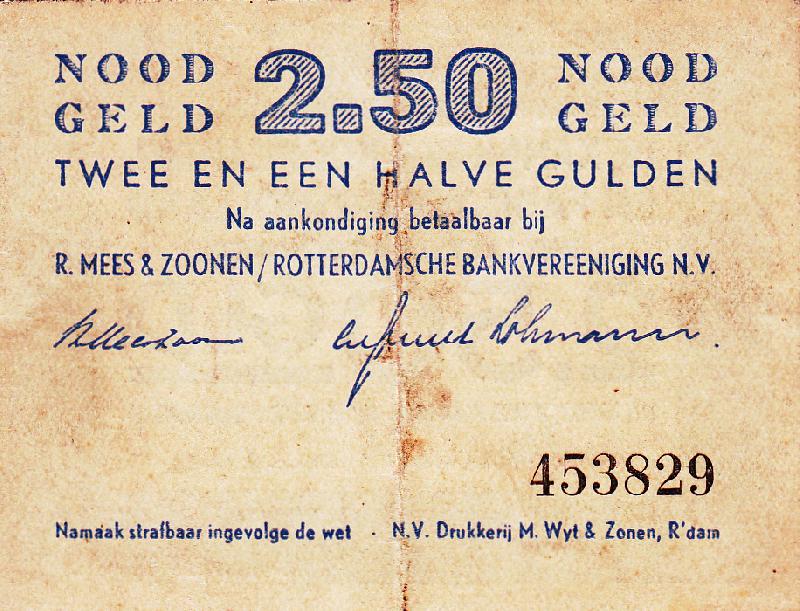 NOOD 2.50 NOOD
GELD GELD
TWEE EN EEN HALVE GULDEN
Na aankondiging betaalbaar bij
R. MEES & ZOONEN / ROTTERDAMSCHE BANKVEREENIGING N.V.
453829
Namaak strafbaar ingevolge de wet · N.V. Drukkerij M. Wyt & Zonen, R'dam